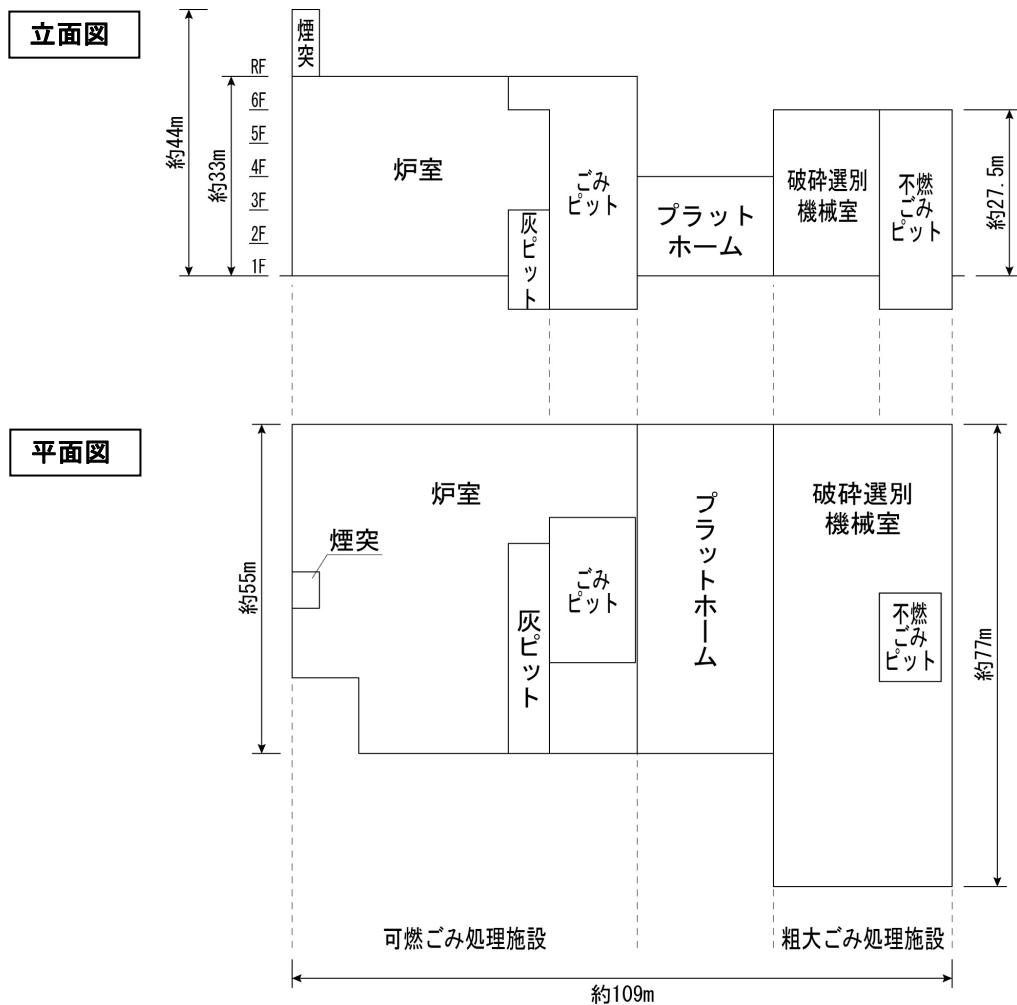 立面図
煙
突
RF
6F
5F
4F
3F
2F
1F
約44m
約33m
炉室
ごみ
ピット
灰ピット
プラット
ホーム
破砕選別
機械室
不燃
ごみ
ピット
約27.5m
平面図
炉室
煙突
約55m
灰ピット
ごみ
ピット
プラットホーム
破砕選別
機械室
不燃
ごみ
ピット
約77m
可燃ごみ処理施設
粗大ごみ処理施設
約109m